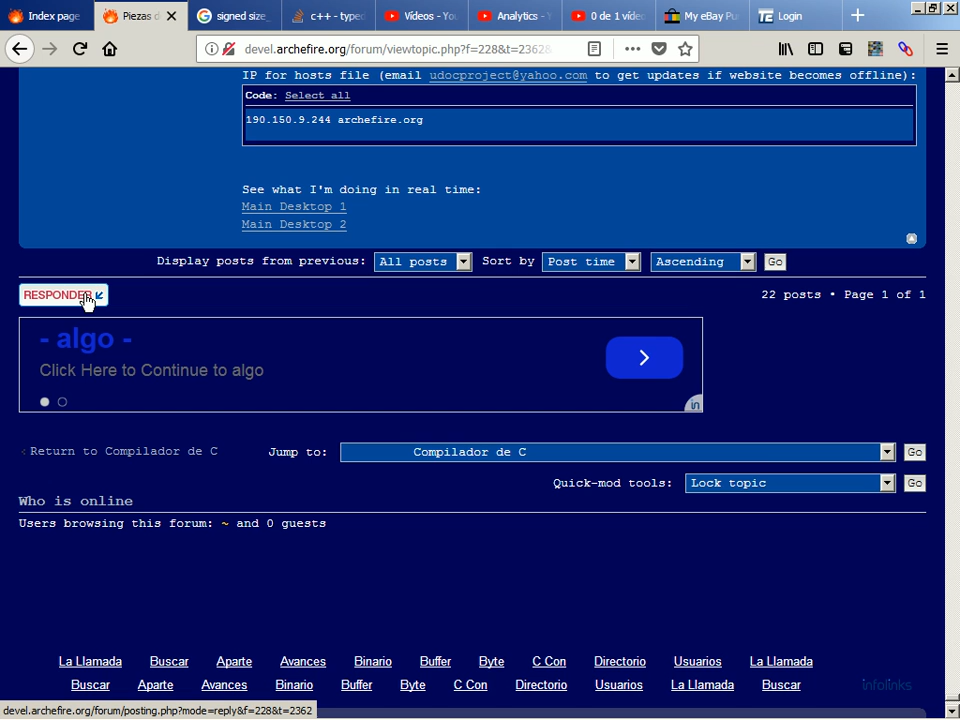 Index page
Piezas d
signed size_
c++ - typed
Vídeos - You
Analytics - Y
0 de 1 víde
My eBay Pu
Login
devel.archefire.org/forum/viewtopic.php?f=228&t=2362
IP for hosts file (email udocproject@yahoo.com to get updates if website becomes offline):
Code: Select all
190.150.9.244 archefire.org
See what I'm doing in real time:
Main Desktop 1
Main Desktop 2
Display posts from previous: All posts Sort by Post time Ascending Go
RESPONDER
22 posts • Page 1 of 1
- algo -
Click Here to Continue to algo
in
Return to Compilador de C
Jump to: Compilador de C Go
Quick-mod tools: Lock topic Go
Who is online
Users browsing this forum: ~ and 0 guests
La Llamada Buscar Aparte Avances Binario Buffer Byte C Con Directorio Usuarios La Llamada
Buscar Aparte Avances Binario Buffer Byte C Con Directorio Usuarios La Llamada Buscar
infolinks
devel.archefire.org/forum/posting.php?mode=reply&f=228&t=2362